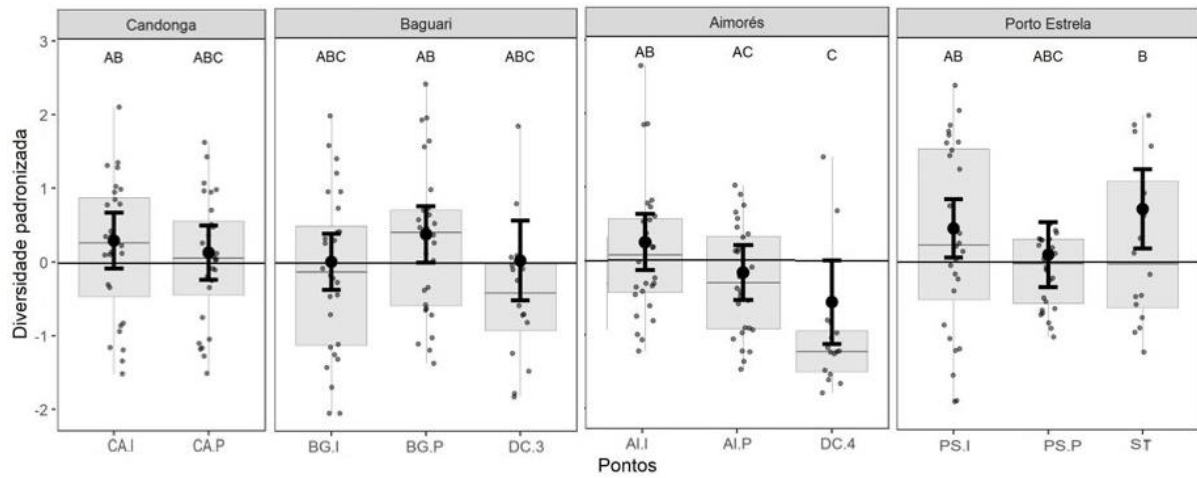 Candonga Baguari Aimorés Porto Estrela
3
AB ABC ABC AB ABC AB AC C AB ABC B
2
1
0
-1
-2
Diversidade padronizada
CA.I CA.P BG.I BG.P DC.3 AI.I AI.P DC.4 PS.I PS.P ST
Pontos